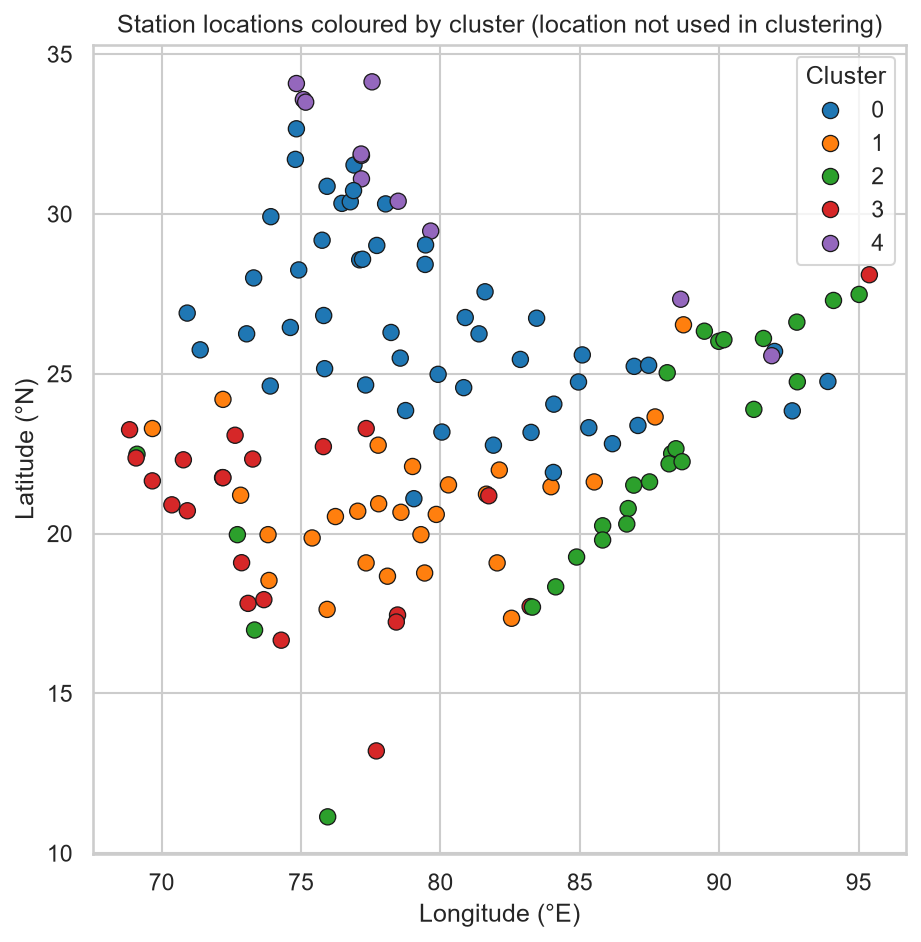 Station locations coloured by cluster (location not used in clustering)
Cluster
0
1
2
3
4
35
30
25
20
15
10
Latitude (°N)
70 75 80 85 90 95
Longitude (°E)